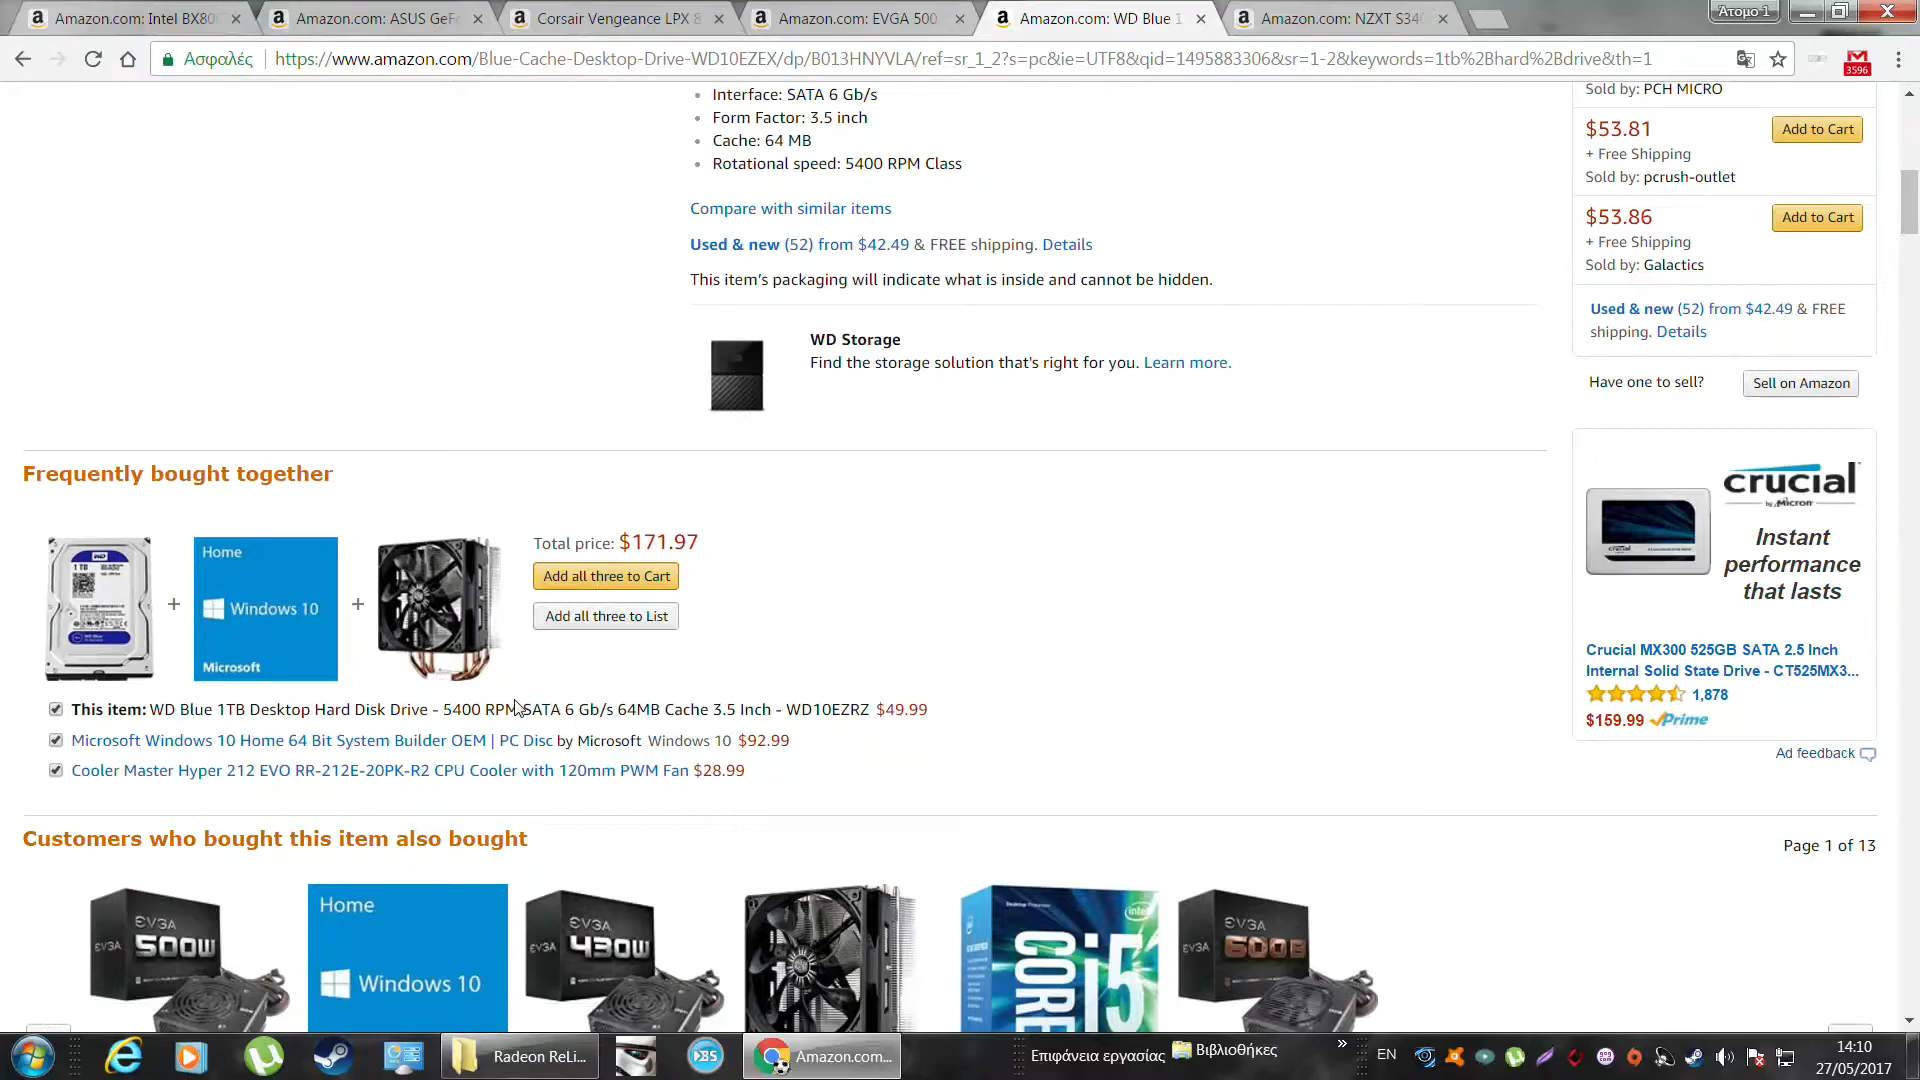 Amazon.com: Intel BX80
Amazon.com: ASUS GeFo
Corsair Vengeance LPX 8
Amazon.com: EVGA 500
Amazon.com: WD Blue 1
Amazon.com: NZXT S340
Άτομο 1
Ασφαλές
https://www.amazon.com/Blue-Cache-Desktop-Drive-WD10EZEX/dp/B013HNYVLA/ref=sr_1_2?s=pc&ie=UTF8&qid=1495883306&sr=1-2&keywords=1tb%2Bhard%2Bdrive&th=1
3596
Interface: SATA 6 Gb/s
Form Factor: 3.5 inch
Cache: 64 MB
Rotational speed: 5400 RPM Class
Compare with similar items
Used & new (52) from $42.49 & FREE shipping. Details
This item's packaging will indicate what is inside and cannot be hidden.
WD Storage
Find the storage solution that's right for you. Learn more.
Sold by: PCH MICRO
$53.81
Add to Cart
+ Free Shipping
Sold by: pcrush-outlet
$53.86
Add to Cart
+ Free Shipping
Sold by: Galactics
Used & new (52) from $42.49 & FREE
shipping. Details
Have one to sell?
Sell on Amazon
crucial
by Micron
Instant
performance
that lasts
Crucial MX300 525GB SATA 2.5 Inch
Internal Solid State Drive - CT525MX3...
1,878
$159.99 Prime
Ad feedback
Frequently bought together
WD
1 TB
+
Home
Windows 10
Microsoft
+
Total price: $171.97
Add all three to Cart
Add all three to List
This item: WD Blue 1TB Desktop Hard Disk Drive - 5400 RPM SATA 6 Gb/s 64MB Cache 3.5 Inch - WD10EZRZ $49.99
Microsoft Windows 10 Home 64 Bit System Builder OEM | PC Disc by Microsoft Windows 10 $92.99
Cooler Master Hyper 212 EVO RR-212E-20PK-R2 CPU Cooler with 120mm PWM Fan $28.99
Customers who bought this item also bought
Page 1 of 13
EVGA
500W
EVGA
Home
Windows 10
EVGA
430W
EVGA
intel
CORE i5
EVGA
600B
EVGA
Radeon ReLi...
BS
Amazon.com...
Επιφάνεια εργασίας
Βιβλιοθήκες
»
EN
14:10
27/05/2017